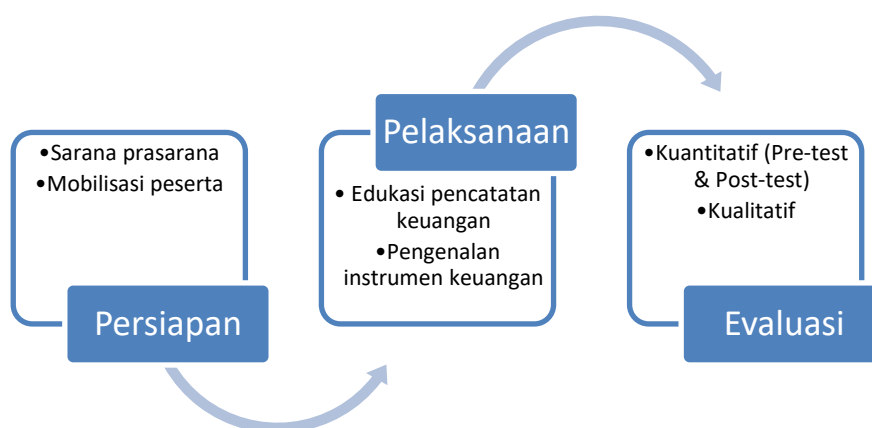 •Sarana prasarana
•Mobilisasi peserta
Persiapan
Pelaksanaan
• Edukasi pencatatan
keuangan
•Pengenalan
instrumen keuangan
•Kuantitatif (Pre-test
& Post-test)
•Kualitatif
Evaluasi